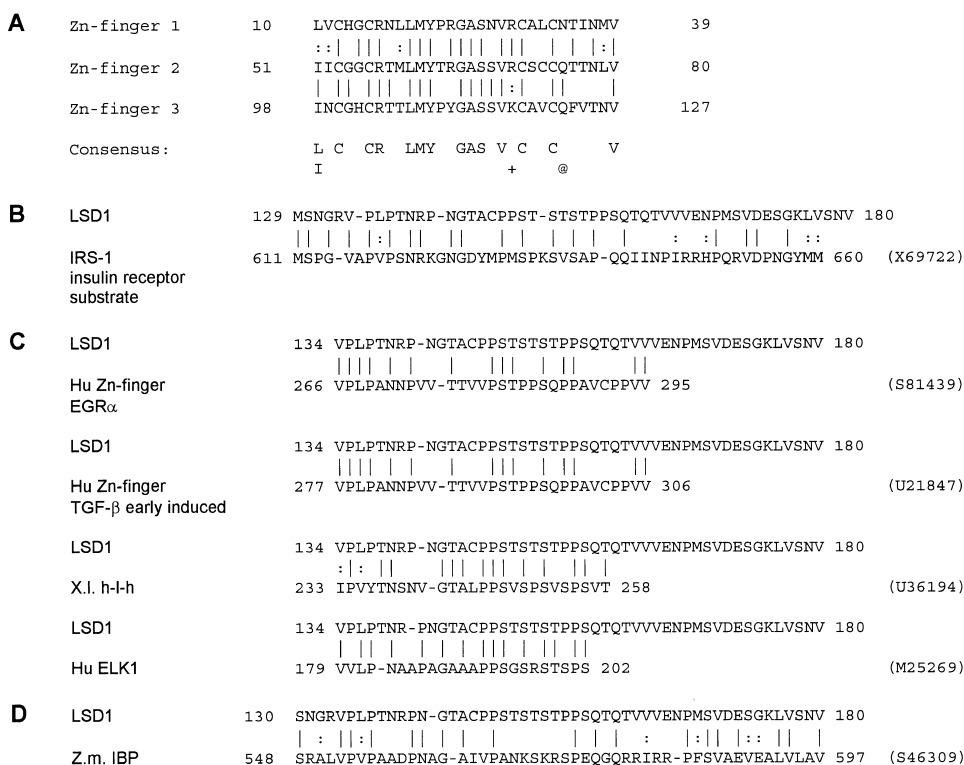 A
Zn-finger 1 10 LVCHGCRNLLMYPRGASNVRCALCNTINMV 39
Zn-finger 2 51 IICGGCRTMLMYTRGASSVRCSCCQTTNLV 80
Zn-finger 3 98 INCGHCRTTLMYPYGASSVKCAVCQFVTNV 127
Consensus: L C CR LMY GAS V C C V
I + @
B
LSD1 129 MSNGRV-PLPTNRP-NGTACPPST-STSTPPSQTQTVVVENPMSVDESGKLVSNV 180
IRS-1 611 MSPG-VAPVPSNRKGNGDYMPMSPKSVSAP-QQIINPIRRHPQRVDPNGYMM 660 (X69722)
insulin receptor
substrate
C
LSD1 134 VPLPTNRP-NGTACPPSTSTSTPPSQTQTVVVENPMSVDESGKLVSNV 180
Hu Zn-finger 266 VPLPANNPVV-TTVVPSTPPSQPPAVCPPVV 295 (S81439)
EGRα
LSD1 134 VPLPTNRP-NGTACPPSTSTSTPPSQTQTVVVENPMSVDESGKLVSNV 180
Hu Zn-finger 277 VPLPANNPVV-TTVVPSTPPSQPPAVCPPVV 306 (U21847)
TGF-β early induced
LSD1 134 VPLPTNRP-NGTACPPSTSTSTPPSQTQTVVVENPMSVDESGKLVSNV 180
X.l. h-l-h 233 IPVYTNSNV-GTALPPSVSPSVSPSVT 258 (U36194)
LSD1 134 VPLPTNR-PNGTACPPSTSTSTPPSQTQTVVVENPMSVDESGKLVSNV 180
Hu ELK1 179 VVLP-NAAPAGAAAPPSGSRSTSPS 202 (M25269)
D
LSD1 130 SNGRVPLPTNRPN-GTACPPSTSTSTPPSQTQTVVVENPMSVDESGKLVSNV 180
Z.m. IBP 548 SRALVPVPAADPNAG-AIVPANKSKRSPEQGQRRIRR-PFSVAEVEALVLAV 597 (S46309)